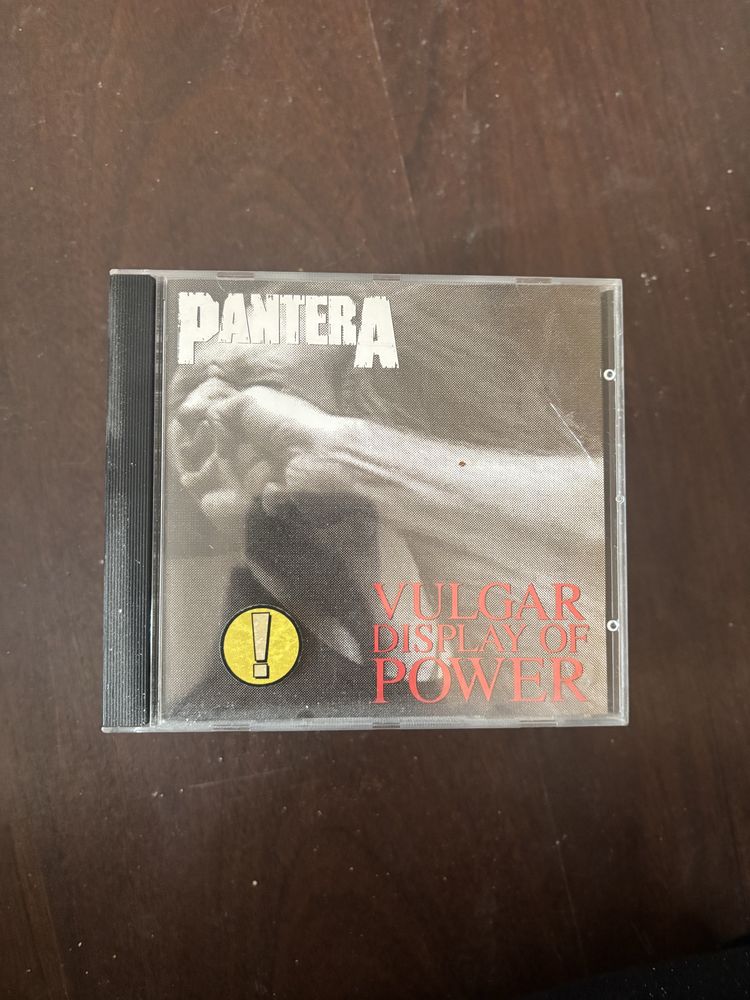 PANTERA
VULGAR
DISPLAY OF
POWER
!